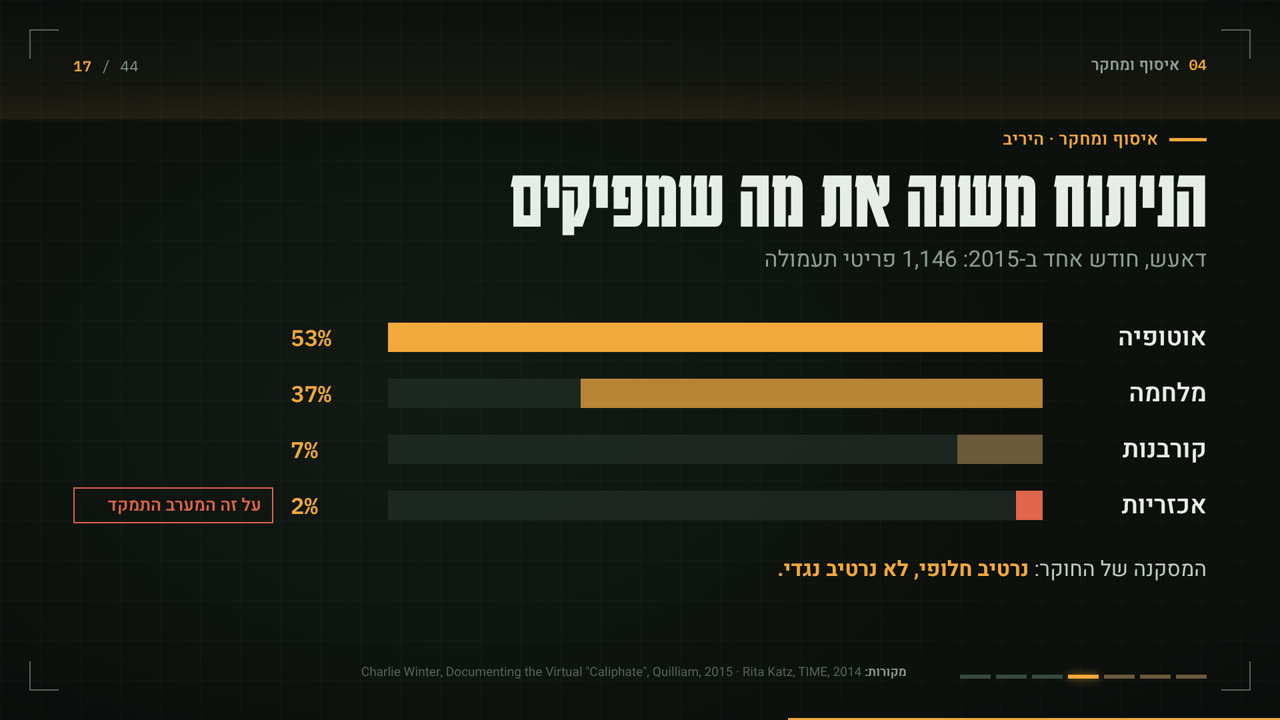 04 איסוף ומחקר
17 / 44
איסוף ומחקר · היריב
הניתוח משנה את מה שמפיקים
דאעש, חודש אחד ב-2015: 1,146 פריטי תעמולה
אוטופיה 53%
מלחמה 37%
קורבנות 7%
אכזריות 2% על זה המערב התמקד
המסקנה של החוקר: נרטיב חלופי, לא נרטיב נגדי.
מקורות: Charlie Winter, Documenting the Virtual "Caliphate", Quilliam, 2015 · Rita Katz, TIME, 2014